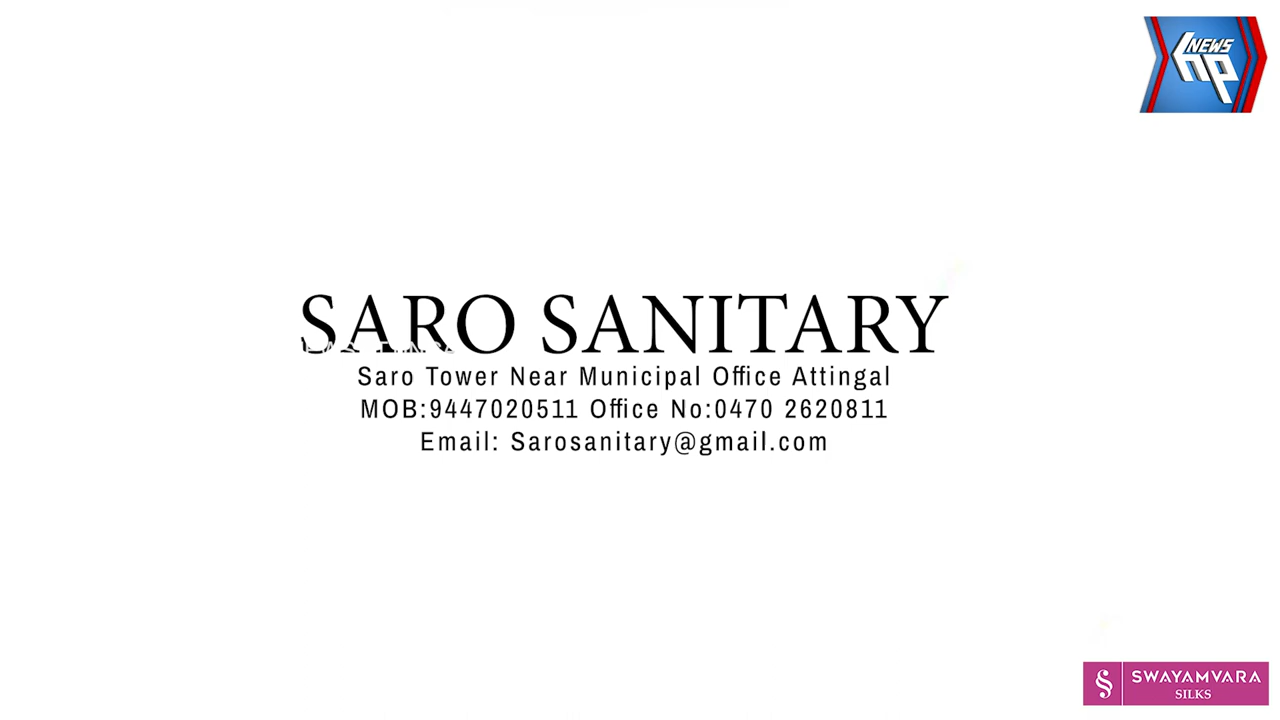 NEWS
hp
SARO SANITARY
Saro Tower Near Municipal Office Attingal
MOB:9447020511 Office No:0470 2620811
Email: Sarosanitary@gmail.com
SWAYAMVARA
SILKS